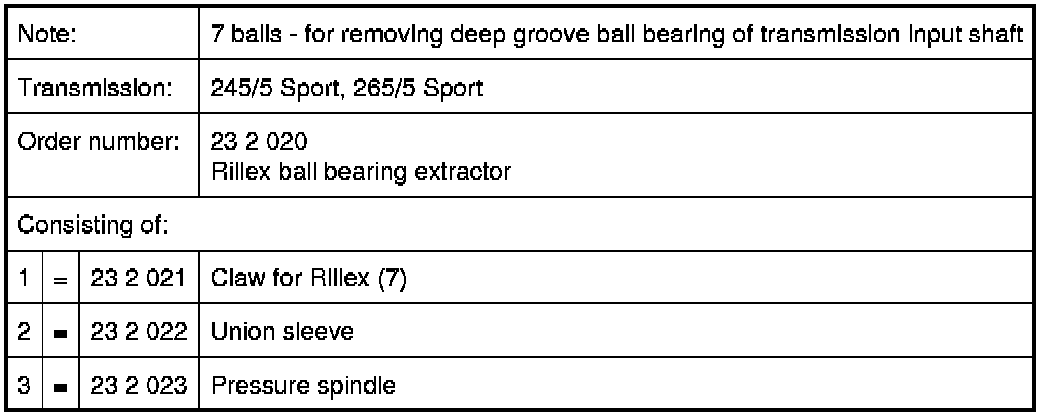 Note: 7 balls - for removing deep groove ball bearing of transmission input shaft
Transmission: 245/5 Sport, 265/5 Sport
Order number: 23 2 020
Rillex ball bearing extractor
Consisting of:
1 = 23 2 021 Claw for Rillex (7)
2 = 23 2 022 Union sleeve
3 = 23 2 023 Pressure spindle